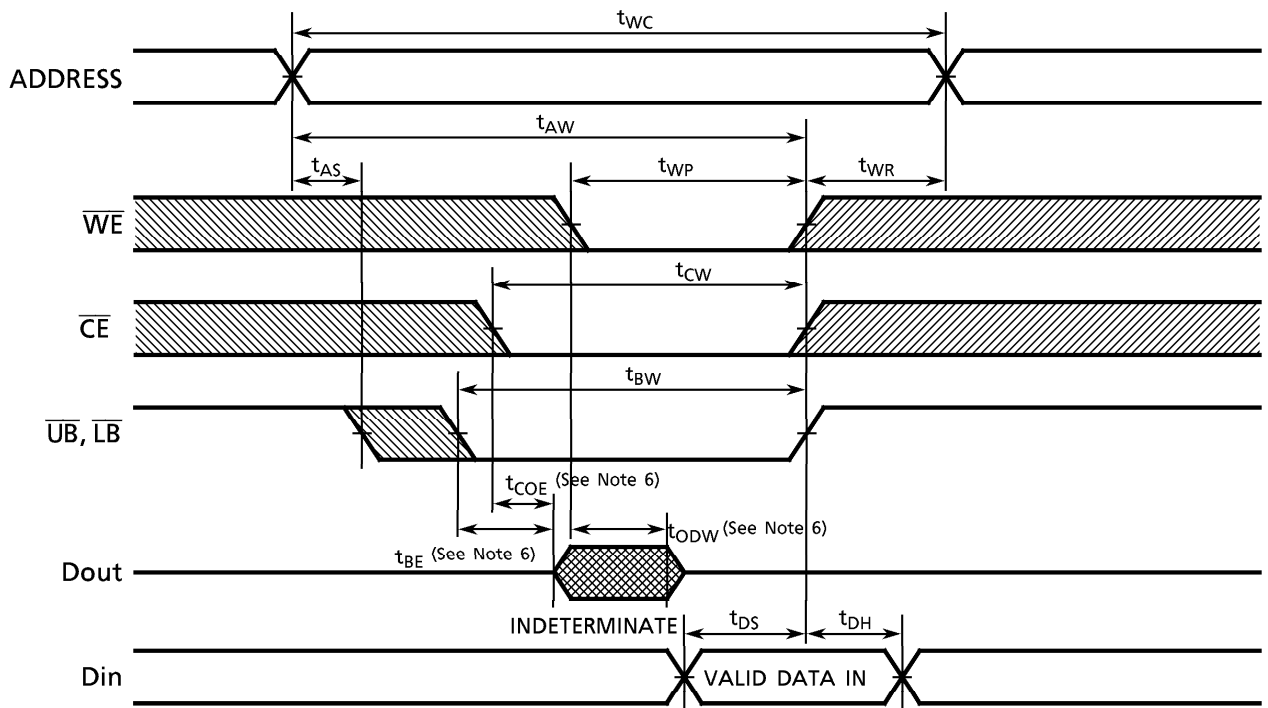 tWC
ADDRESS
tAW
tAS
tWP
tWR
WE
tCW
CE
tBW
UB, LB
tCOE (See Note 6)
tODW (See Note 6)
tBE (See Note 6)
Dout
INDETERMINATE
tDS
tDH
Din
VALID DATA IN